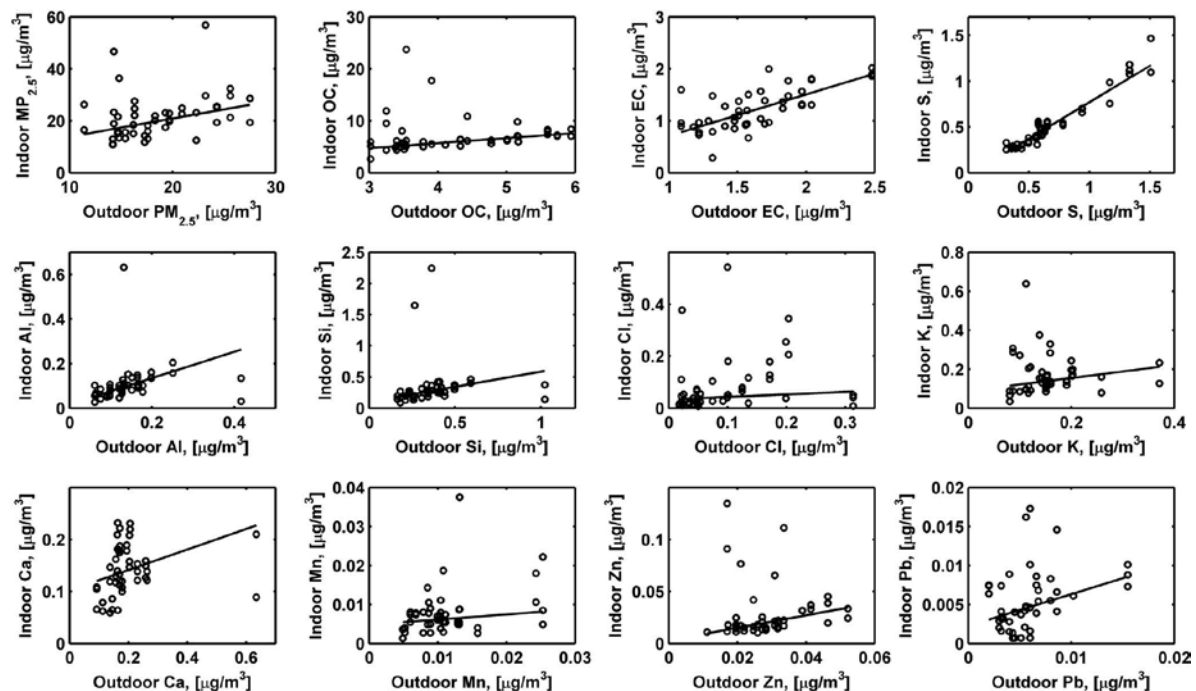 Indoor MP2.5, [μg/m³]
60
40
20
0
10 20 30
Outdoor PM2.5, [μg/m³]
Indoor OC, [μg/m³]
30
20
10
0
3 4 5 6
Outdoor OC, [μg/m³]
Indoor EC, [μg/m³]
3
2
1
0
1 1.5 2 2.5
Outdoor EC, [μg/m³]
Indoor S, [μg/m³]
1.5
1
0.5
0
0 0.5 1 1.5
Outdoor S, [μg/m³]
Indoor Al, [μg/m³]
0.6
0.4
0.2
0
0 0.2 0.4 0.6
Outdoor Al, [μg/m³]
Indoor Si, [μg/m³]
2.5
2
1.5
1
0.5
0
0 0.5 1
Outdoor Si, [μg/m³]
Indoor Cl, [μg/m³]
0.4
0.2
0
0 0.1 0.2 0.3
Outdoor Cl, [μg/m³]
Indoor K, [μg/m³]
0.8
0.6
0.4
0.2
0
0 0.2 0.4
Outdoor K, [μg/m³]
Indoor Ca, [μg/m³]
0.2
0.1
0
0 0.2 0.4 0.6 0.8
Outdoor Ca, [μg/m³]
Indoor Mn, [μg/m³]
0.04
0.03
0.02
0.01
0
0 0.01 0.02 0.03
Outdoor Mn, [μg/m³]
Indoor Zn, [μg/m³]
0.1
0.05
0
0 0.02 0.04 0.06
Outdoor Zn, [μg/m³]
Indoor Pb, [μg/m³]
0.02
0.015
0.01
0.005
0
0 0.01 0.02
Outdoor Pb, [μg/m³]